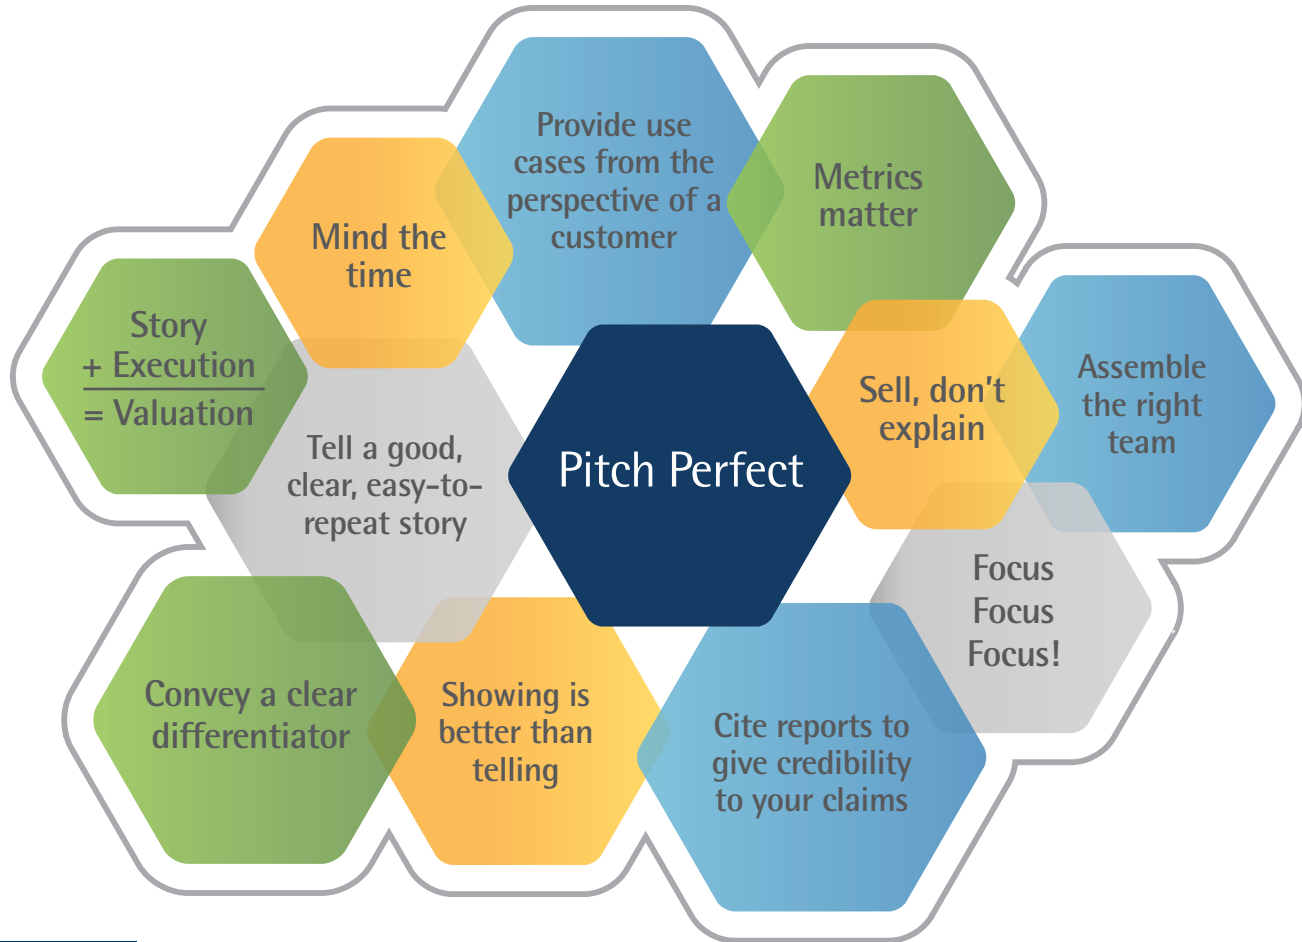 Provide use
cases from the
perspective of a
customer
Metrics
matter
Mind the
time
Story
+ Execution
= Valuation
Sell, don't
explain
Assemble
the right
team
Tell a good,
clear, easy-to-
repeat story
Pitch Perfect
Focus
Focus
Focus!
Convey a clear
differentiator
Showing is
better than
telling
Cite reports to
give credibility
to your claims